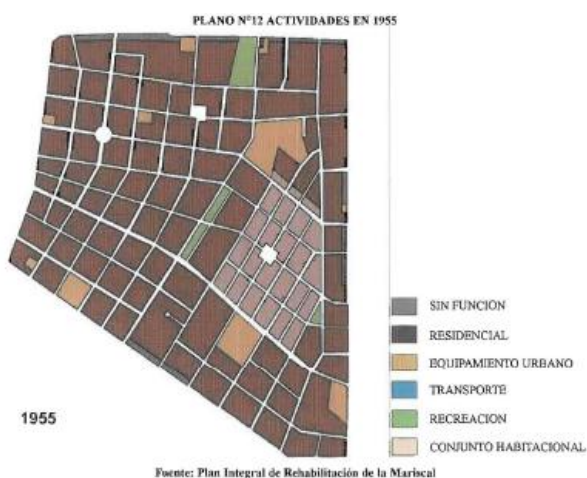 PLANO N°12 ACTIVIDADES EN 1955
SIN FUNCION
RESIDENCIAL
EQUIPAMIENTO URBANO
TRANSPORTE
RECREACION
CONJUNTO HABITACIONAL
1955
Fuente: Plan Integral de Rehabilitación de la Mariscal